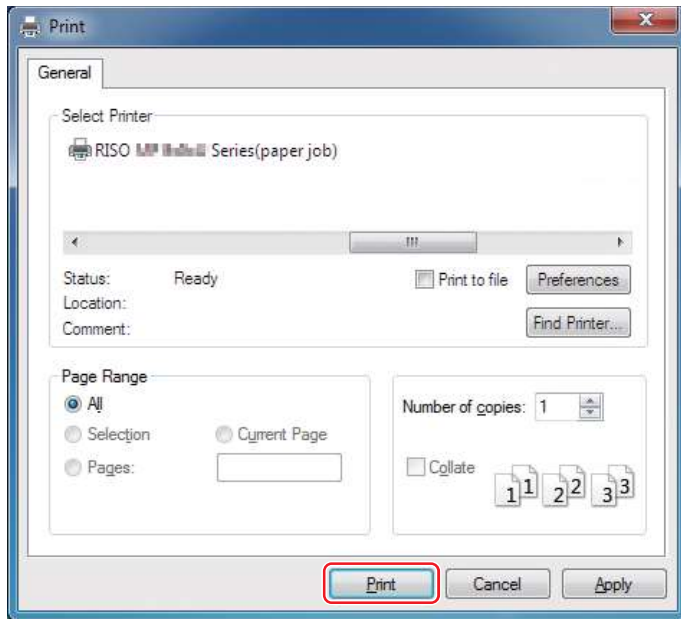 Print
General
Select Printer
RISO Series(paper job)
Status: Ready
Print to file
Preferences
Location:
Comment:
Find Printer...
Page Range
All
Selection
Current Page
Pages:
Number of copies: 1
Collate
1 1 2 2 3 3
Print
Cancel
Apply